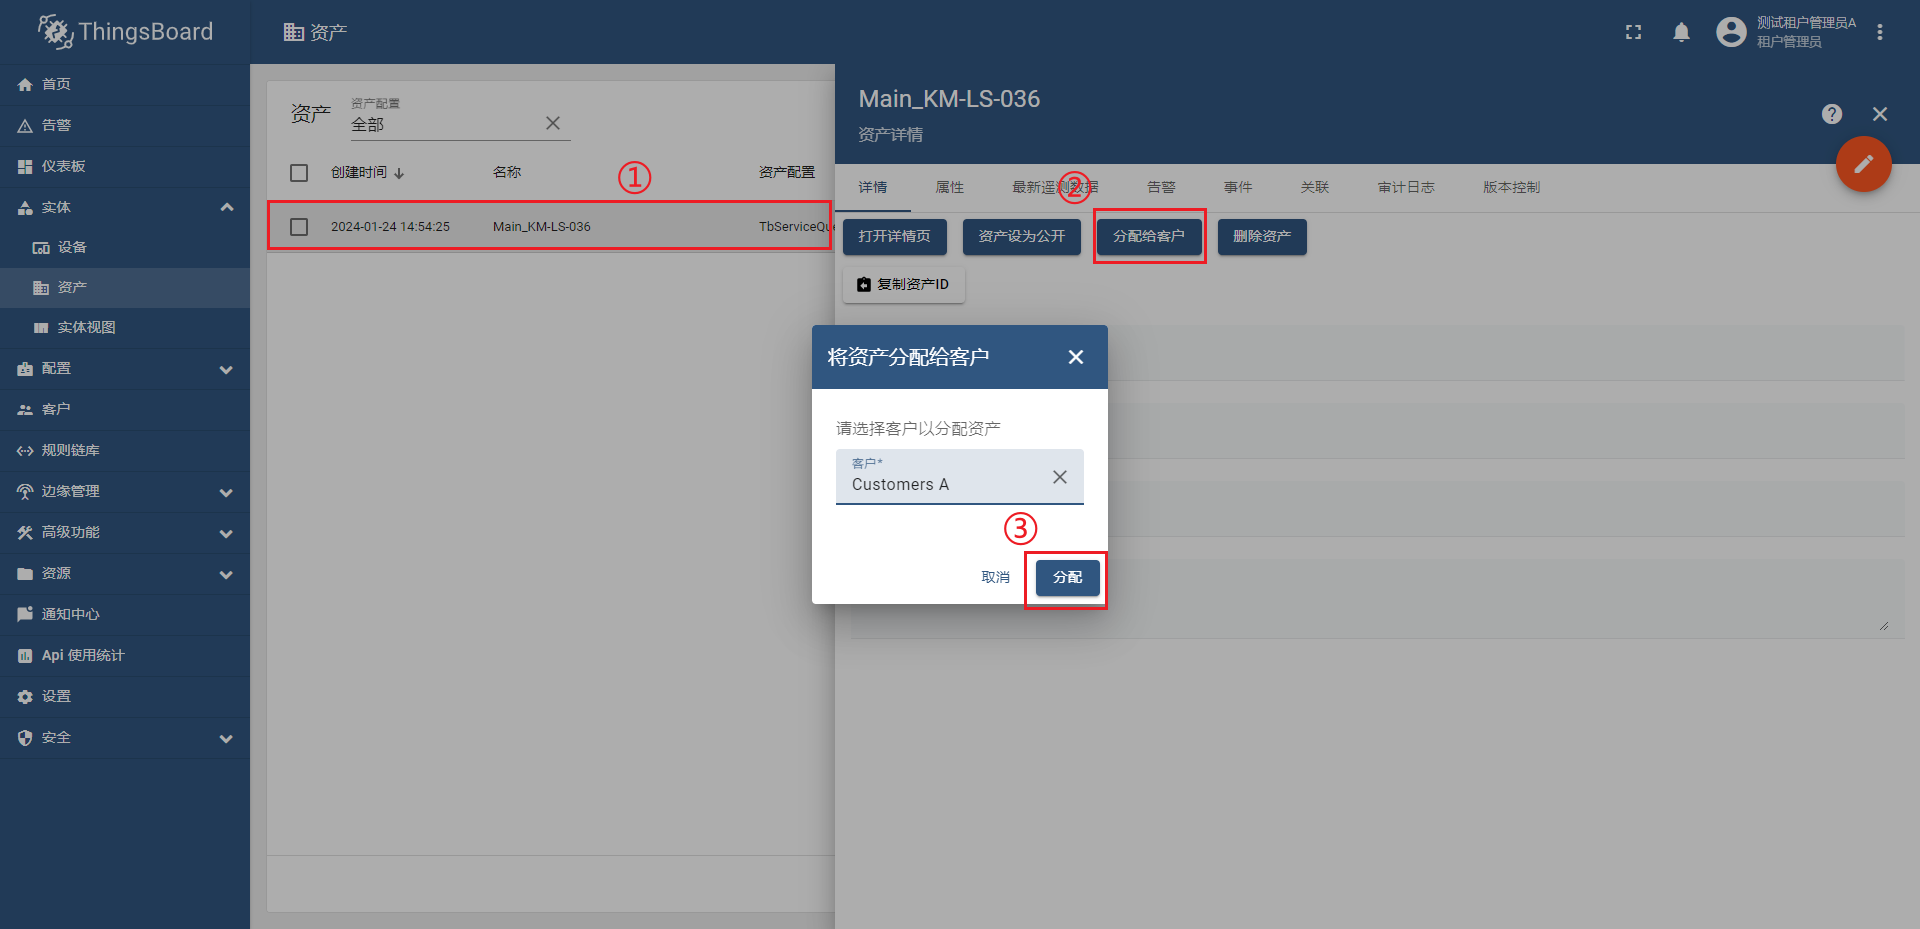 ThingsBoard
资产
测试租户管理员A
租户管理员
首页
告警
仪表板
实体
设备
资产
实体视图
配置
客户
规则链库
边缘管理
高级功能
资源
通知中心
Api 使用统计
设置
安全
资产
资产配置
全部
创建时间
名称
资产配置
①
2024-01-24 14:54:25
Main_KM-LS-036
TbServiceQue
Main_KM-LS-036
资产详情
详情
属性
最新遥测数据
②
告警
事件
关联
审计日志
版本控制
打开详情页
资产设为公开
分配给客户
删除资产
复制资产ID
将资产分配给客户
请选择客户以分配资产
客户*
Customers A
③
取消
分配